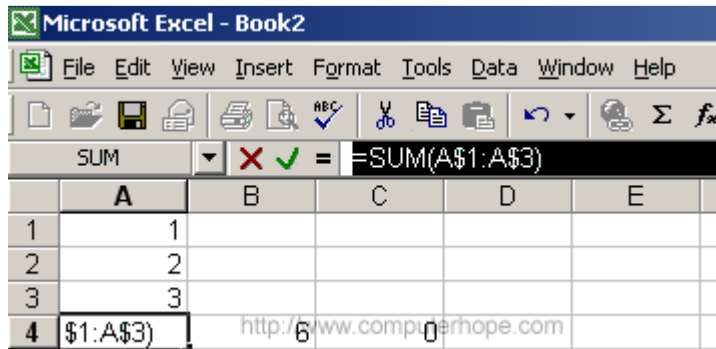 Microsoft Excel - Book2
File Edit View Insert Format Tools Data Window Help
ABC Σ
SUM = =SUM(A$1:A$3)
A B C D E
1 1
2 2
3 3
4 $1:A$3) 6 0
http://www.computerhope.com